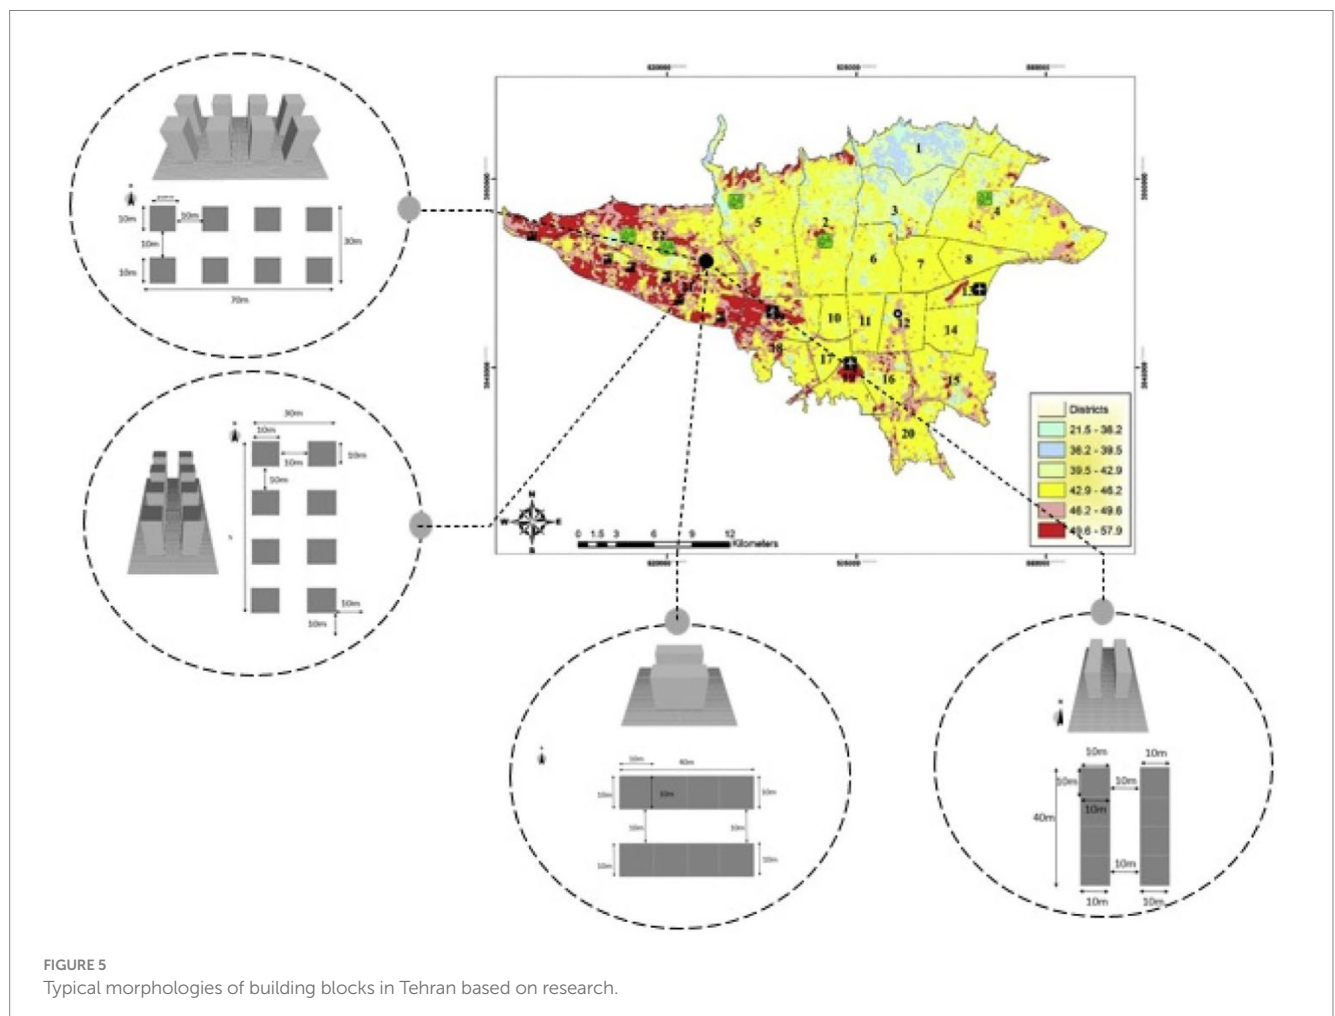 10m
10m
10m
10m
30m
70m
30m
10m
10m
10m
10m
10m
10m
1
2
3
4
5
6
7
8
10
11
12
14
15
16
17
18
20
Districts
21.5 - 36.2
36.2 - 39.5
39.5 - 42.9
42.9 - 46.2
46.2 - 49.6
49.6 - 57.9
N
W E
S
0 1.5 3 6 9 12
Kilometers
10m 40m
10m 10m 10m
10m 10m
10m 10m
10m 10m
10m 10m
10m
40m
10m
10m
10m 10m
FIGURE 5
Typical morphologies of building blocks in Tehran based on research.